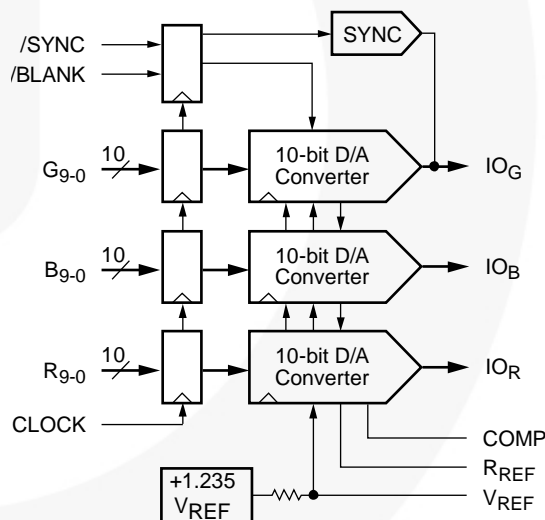 /SYNC
SYNC
/BLANK
10
G9-0
10-bit D/A
Converter
IOG
10
B9-0
10-bit D/A
Converter
IOB
10
R9-0
10-bit D/A
Converter
IOR
CLOCK
COMP
RREF
+1.235
VREF
VREF